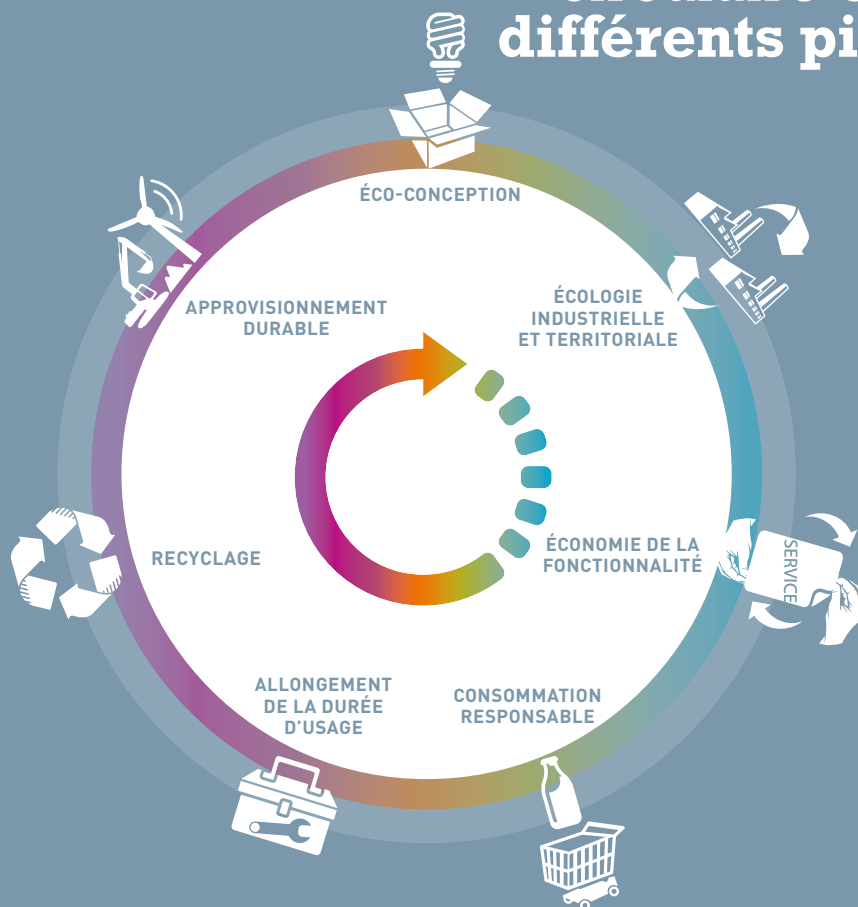 différents pi
ÉCO-CONCEPTION
ÉCOLOGIE
INDUSTRIELLE
ET TERRITORIALE
ÉCONOMIE DE LA
FONCTIONNALITÉ
SERVICE
CONSOMMATION
RESPONSABLE
ALLONGEMENT
DE LA DURÉE
D'USAGE
RECYCLAGE
APPROVISIONNEMENT
DURABLE